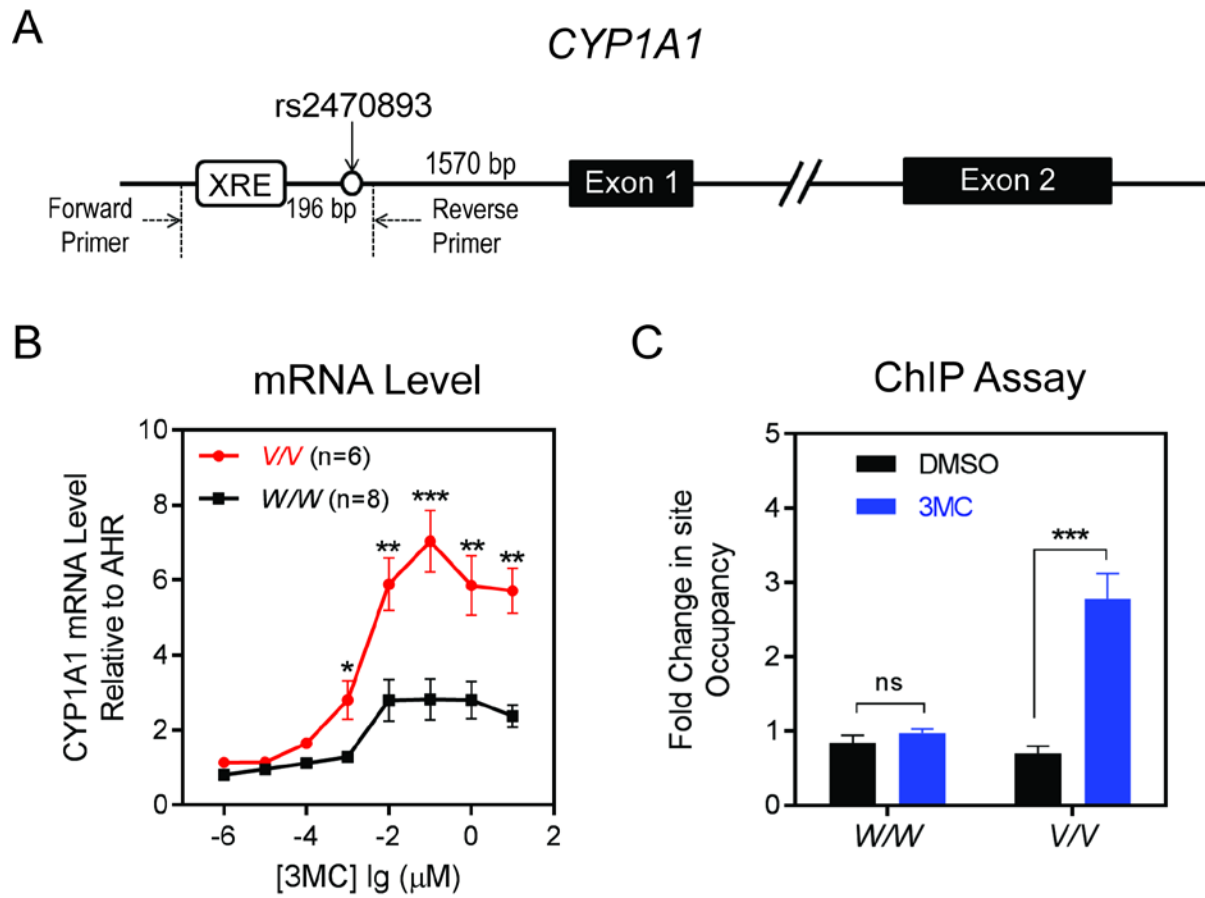 A
CYP1A1
rs2470893
1570 bp
XRE
Exon 1
Exon 2
196 bp
Forward
Primer
Reverse
Primer
B
mRNA Level
CYP1A1 mRNA Level
Relative to AHR
10
8
6
4
2
0
V/V (n=6)
W/W (n=8)
*
**
***
**
**
-6
-4
-2
0
2
[3MC] lg (μM)
C
ChIP Assay
Fold Change in site
Occupancy
5
4
3
2
1
0
DMSO
3MC
ns
***
W/W
V/V